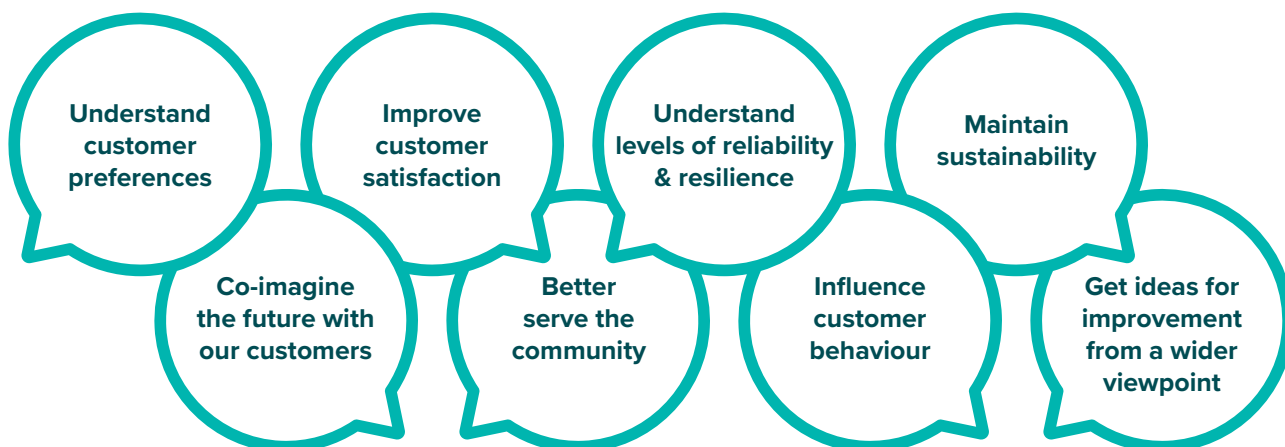 Understand
customer
preferences
Improve
customer
satisfaction
Understand
levels of reliability
& resilience
Maintain
sustainability
Co-imagine
the future with
our customers
Better
serve the
community
Influence
customer
behaviour
Get ideas for
improvement
from a wider
viewpoint